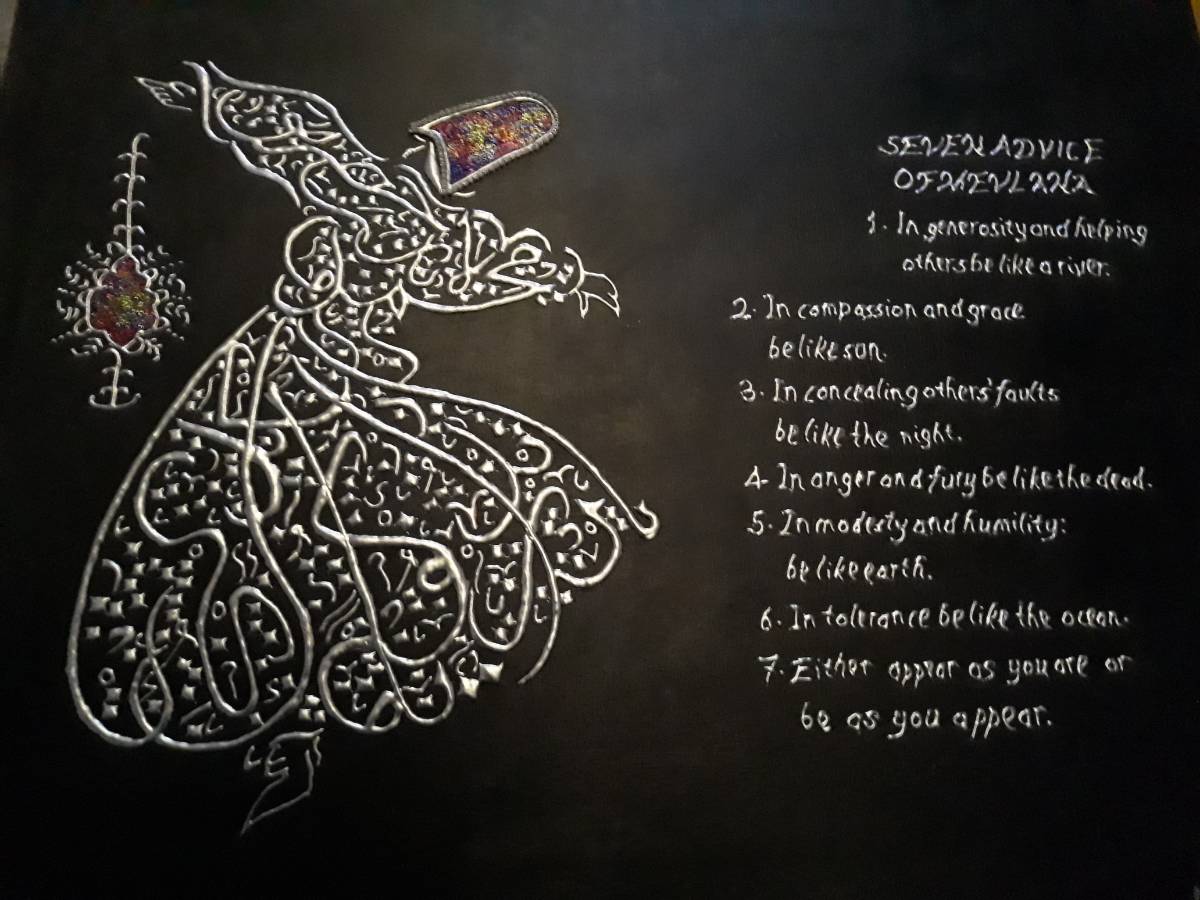 SEVEN ADVICE
OF MEVLANA
1. In generosity and helping
others be like a river.
2. In compassion and grace
be like sun.
3. In concealing others' faults
be like the night.
4. In anger and fury be like the dead.
5. In modesty and humility:
be like earth.
6. In tolerance be like the ocean.
7. Either appear as you are or
be as you appear.